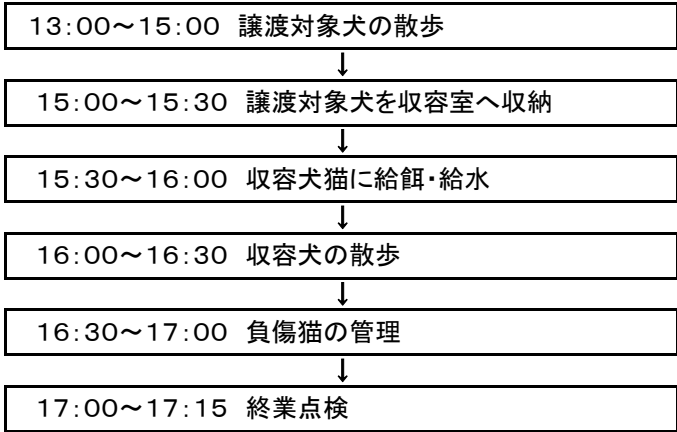 13:00～15:00 譲渡対象犬の散歩
↓
15:00～15:30 譲渡対象犬を収容室へ収納
↓
15:30～16:00 収容犬猫に給餌・給水
↓
16:00～16:30 収容犬の散歩
↓
16:30～17:00 負傷猫の管理
↓
17:00～17:15 終業点検